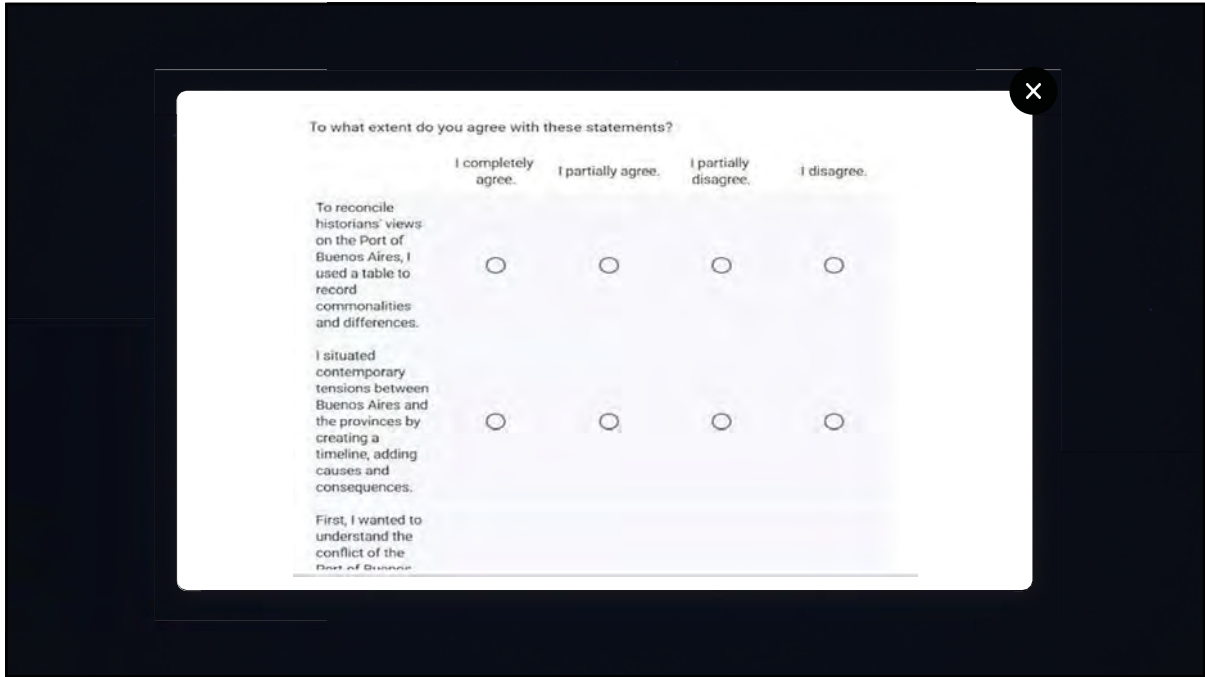 To what extent do you agree with these statements?
I completely
agree.
I partially agree.
I partially
disagree.
I disagree.
To reconcile
historians' views
on the Port of
Buenos Aires, I
used a table to
record
commonalities
and differences.
I situated
contemporary
tensions between
Buenos Aires and
the provinces by
creating a
timeline, adding
causes and
consequences.
First, I wanted to
understand the
conflict of the
Port of Buenos